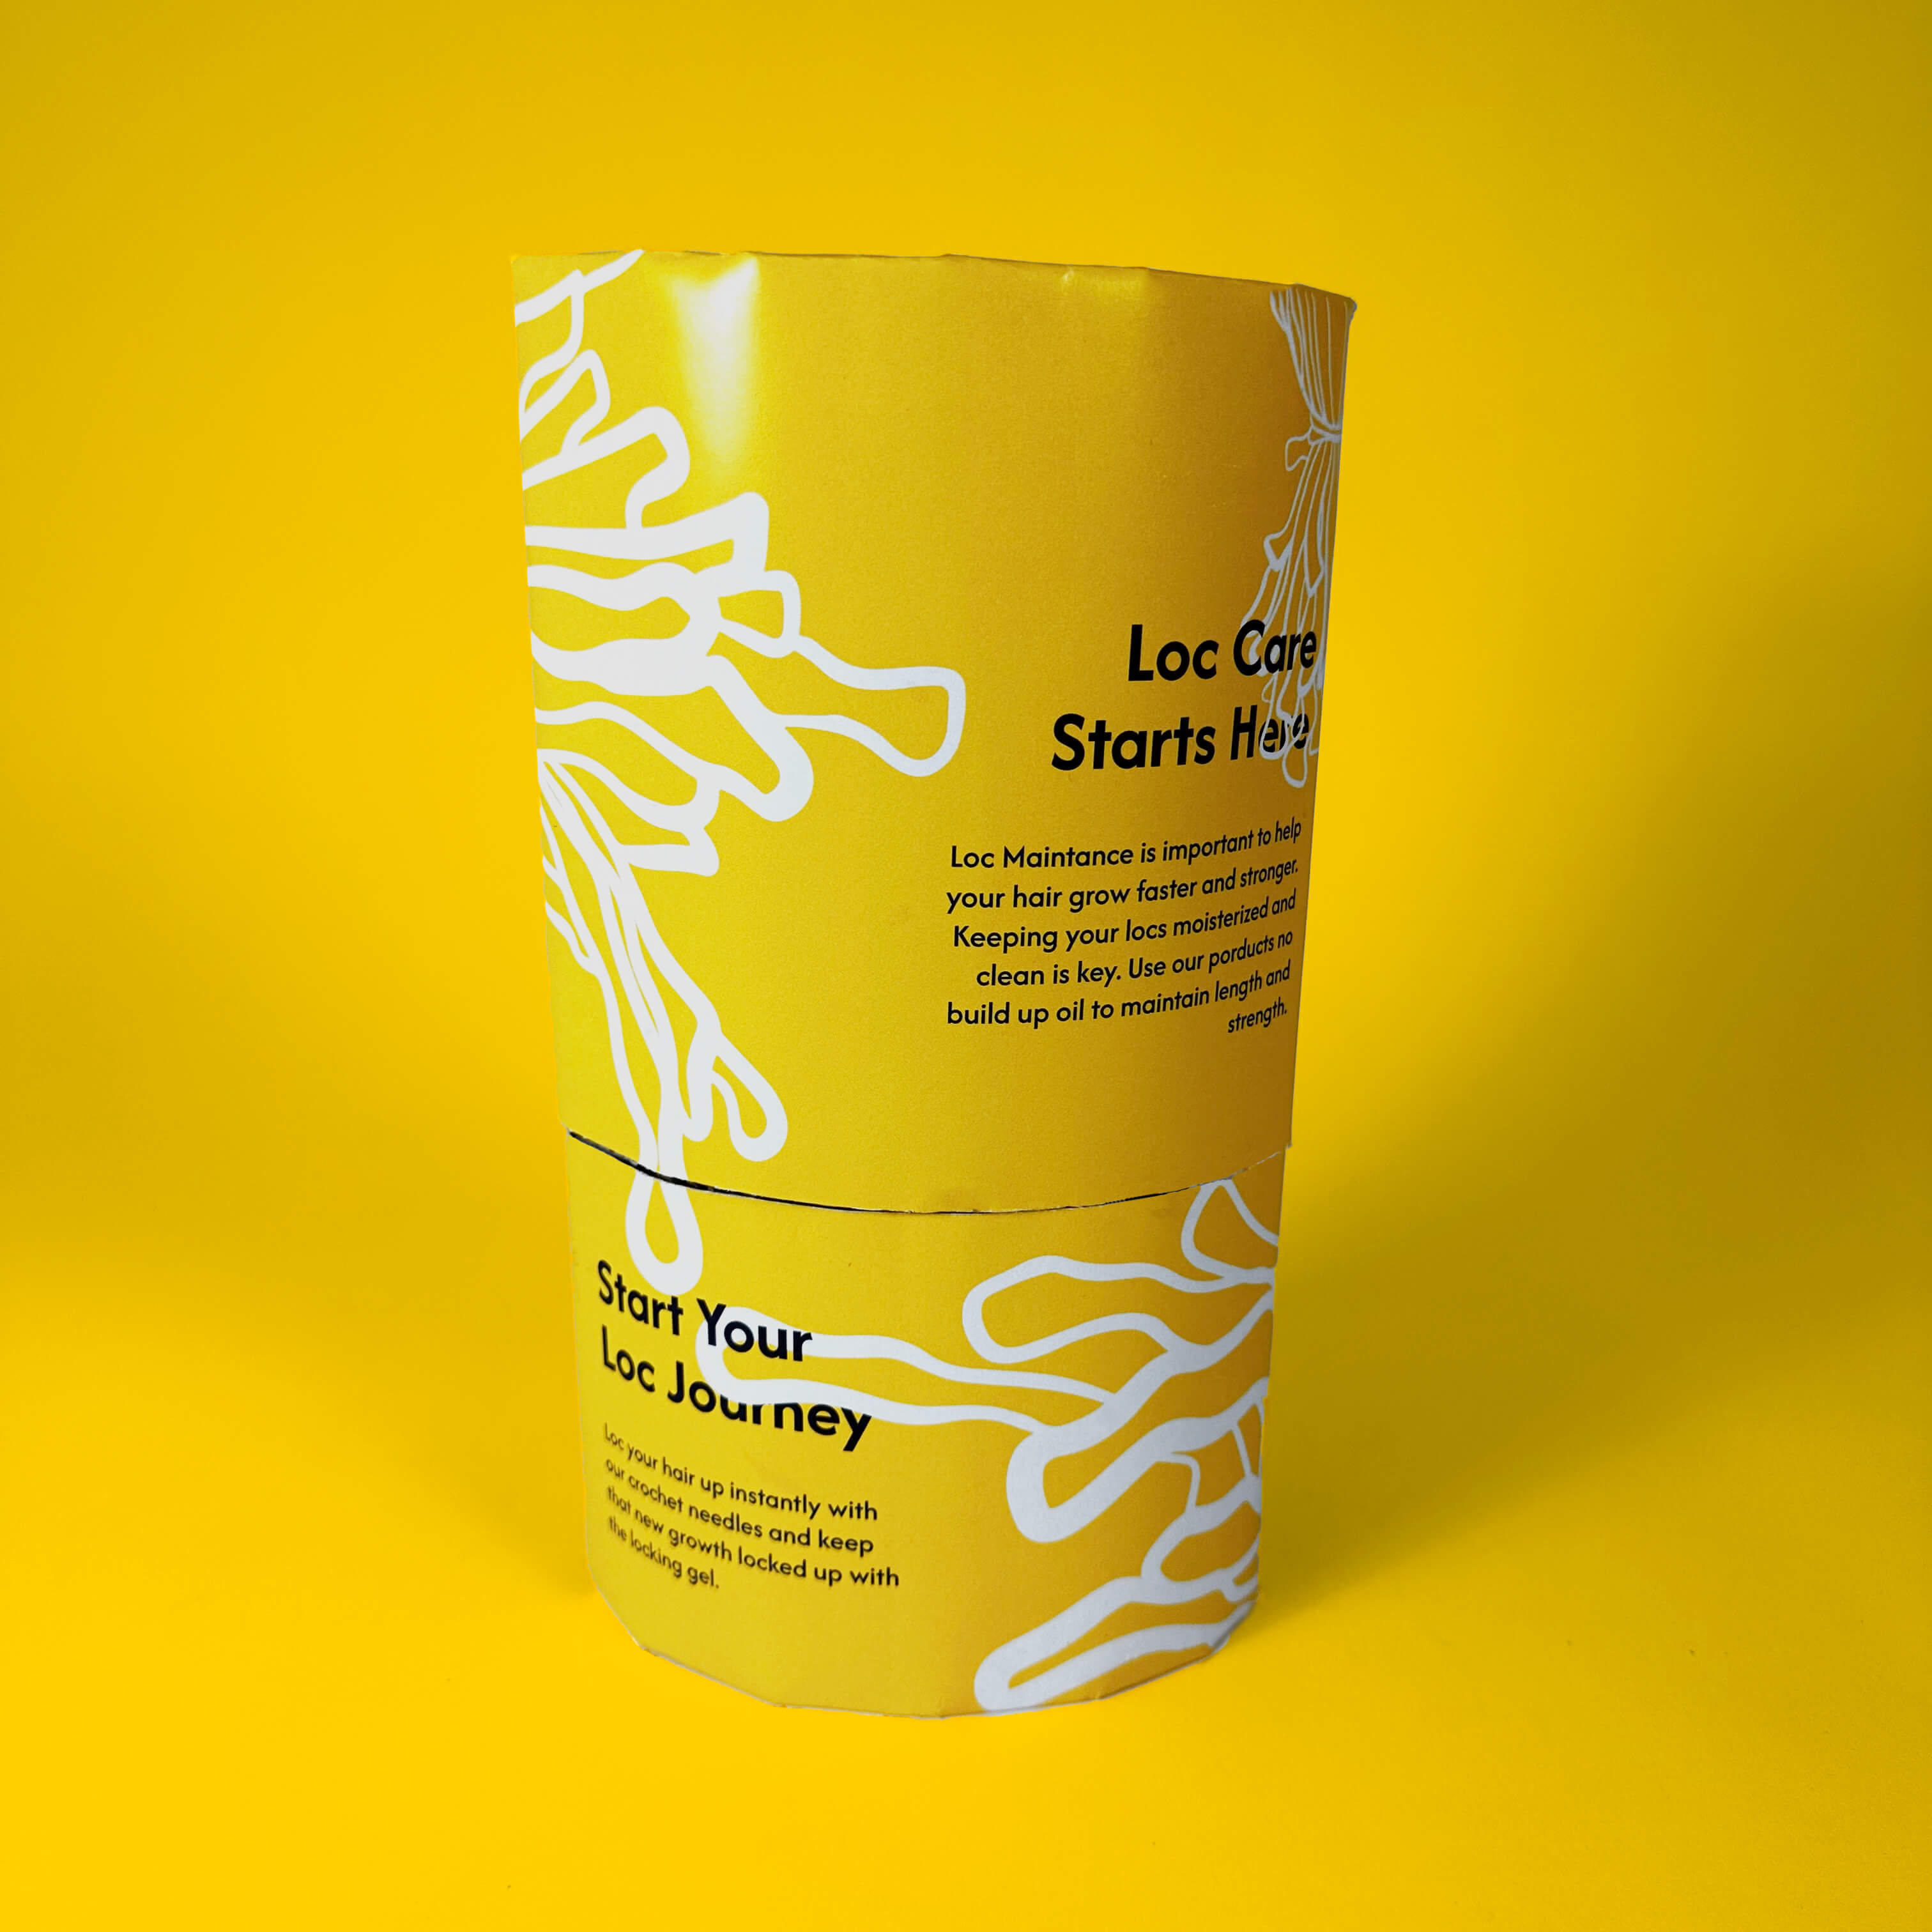 Loc Care
Starts Here
Loc Maintance is important to help
your hair grow faster and stronger.
Keeping your locs moisterized and
clean is key. Use our porducts no
build up oil to maintain length and
strength.
Start Your
Loc Journey
Loc your hair up instantly with
our crochet needles and keep
that new growth locked up with
the locking gel.